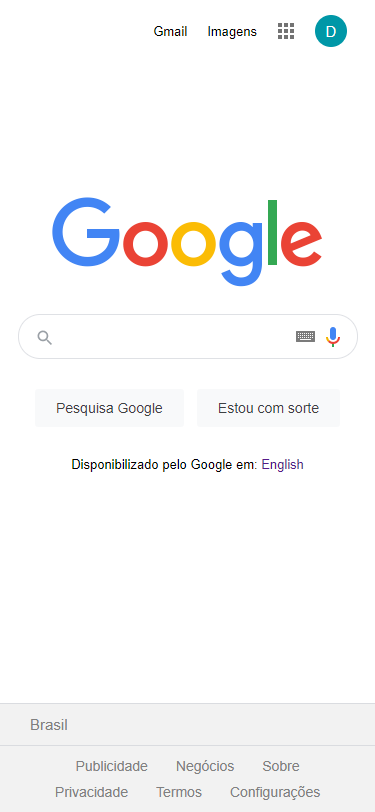 Gmail Imagens D
Google
Pesquisa Google Estou com sorte
Disponibilizado pelo Google em: English
Brasil
Publicidade Negócios Sobre
Privacidade Termos Configurações